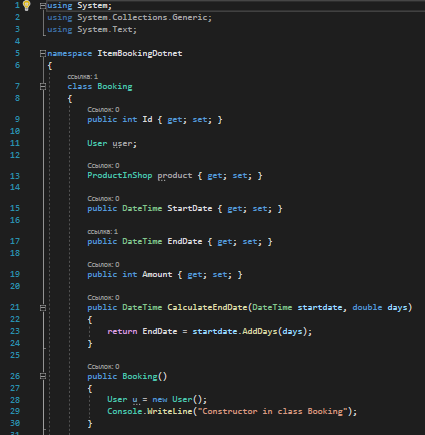 1 using System;
2 using System.Collections.Generic;
3 using System.Text;
4
5 namespace ItemBookingDotnet
6 {
ссылка: 1
7 class Booking
8 {
Ссылок: 0
9 public int Id { get; set; }
10
11 User user;
12
Ссылок: 0
13 ProductInShop product { get; set; }
14
Ссылок: 0
15 public DateTime StartDate { get; set; }
16
ссылка: 1
17 public DateTime EndDate { get; set; }
18
Ссылок: 0
19 public int Amount { get; set; }
20
Ссылок: 0
21 public DateTime CalculateEndDate(DateTime startdate, double days)
22 {
23 return EndDate = startdate.AddDays(days);
24 }
25
Ссылок: 0
26 public Booking()
27 {
28 User u = new User();
29 Console.WriteLine("Constructor in class Booking");
30 }
31